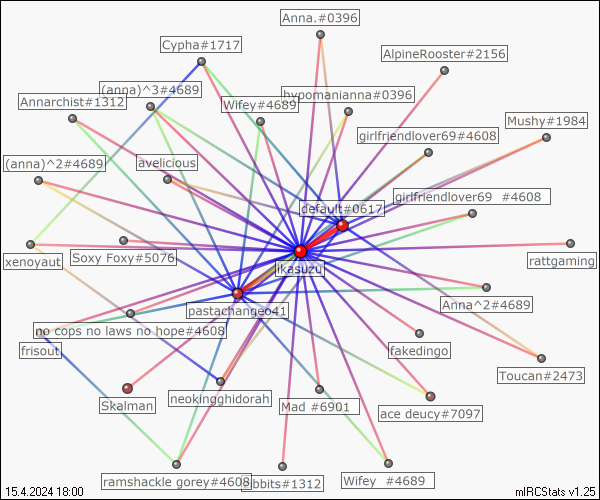 Anna.#0396
Cypha#1717
AlpineRooster#2156
(anna)^3#4689
Annarchist#1312
Wifey#4689
hypomanianna#0396
Mushy#1984
girlfriendlover69#4608
(anna)^2#4689
avelicious
girlfriendlover69 #4608
default#0617
xenoyaut
Soxy Foxy#5076
ikasuzu
rattgaming
Anna^2#4689
pastachangeo41
no cops no laws no hope#4608
frisout
fakedingo
Toucan#2473
Skalman
neokingghidorah
Mad #6901
ace deucy#7097
ramshackle gorey#4608
#1312
Wifey #4689
15.4.2024 18:00
mIRCStats v1.25